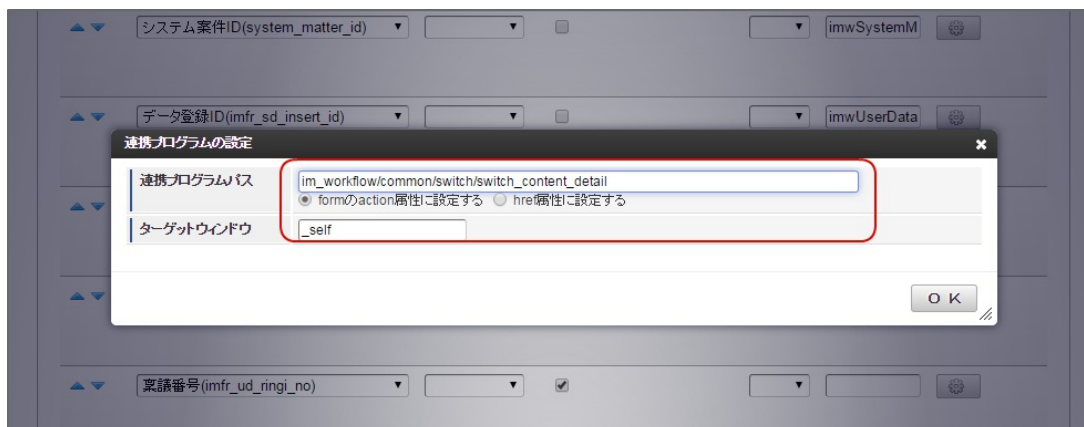 システム案件ID(system_matter_id)
imwSystemM
データ登録ID(imfr_sd_insert_id)
imwUserData
連携プログラムの設定
連携プログラムパス
im_workflow/common/switch/switch_content_detail
formのaction属性に設定する href属性に設定する
ターゲットウィンドウ
_self
OK
稟議番号(imfr_ud_ringi_no)